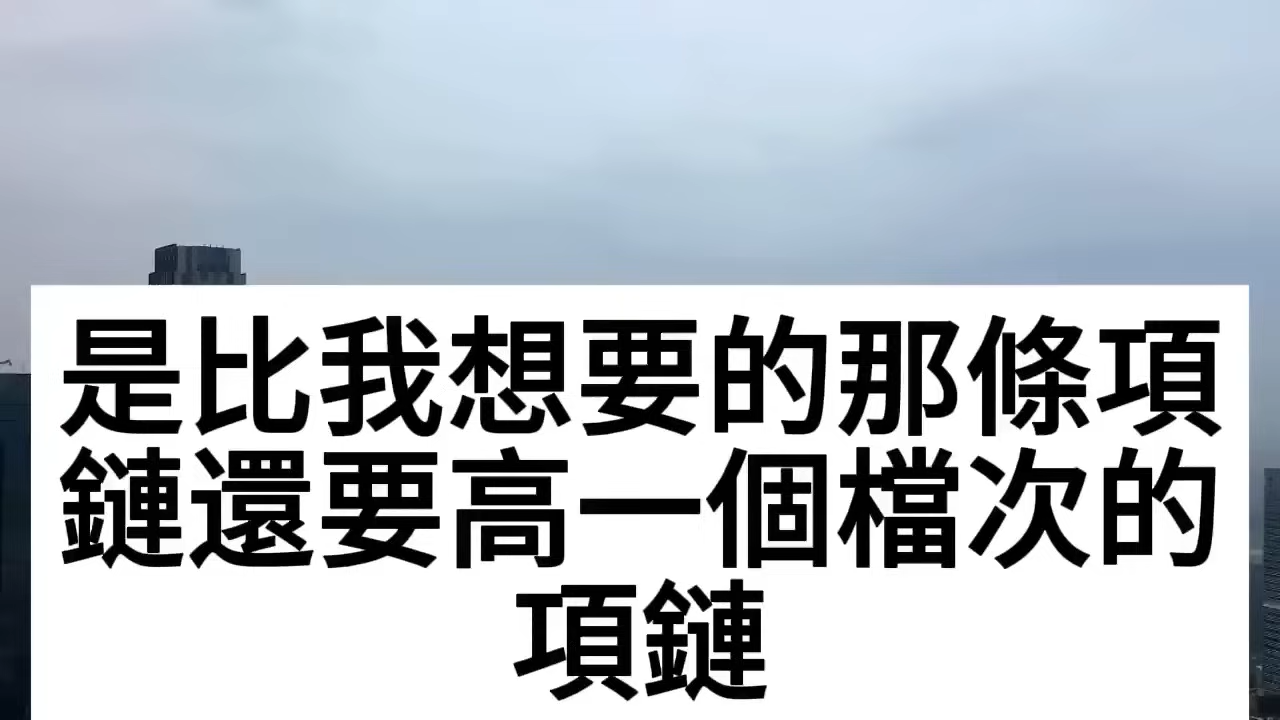 是比我想要的那條項
鏈還要高一個檔次的
項鏈